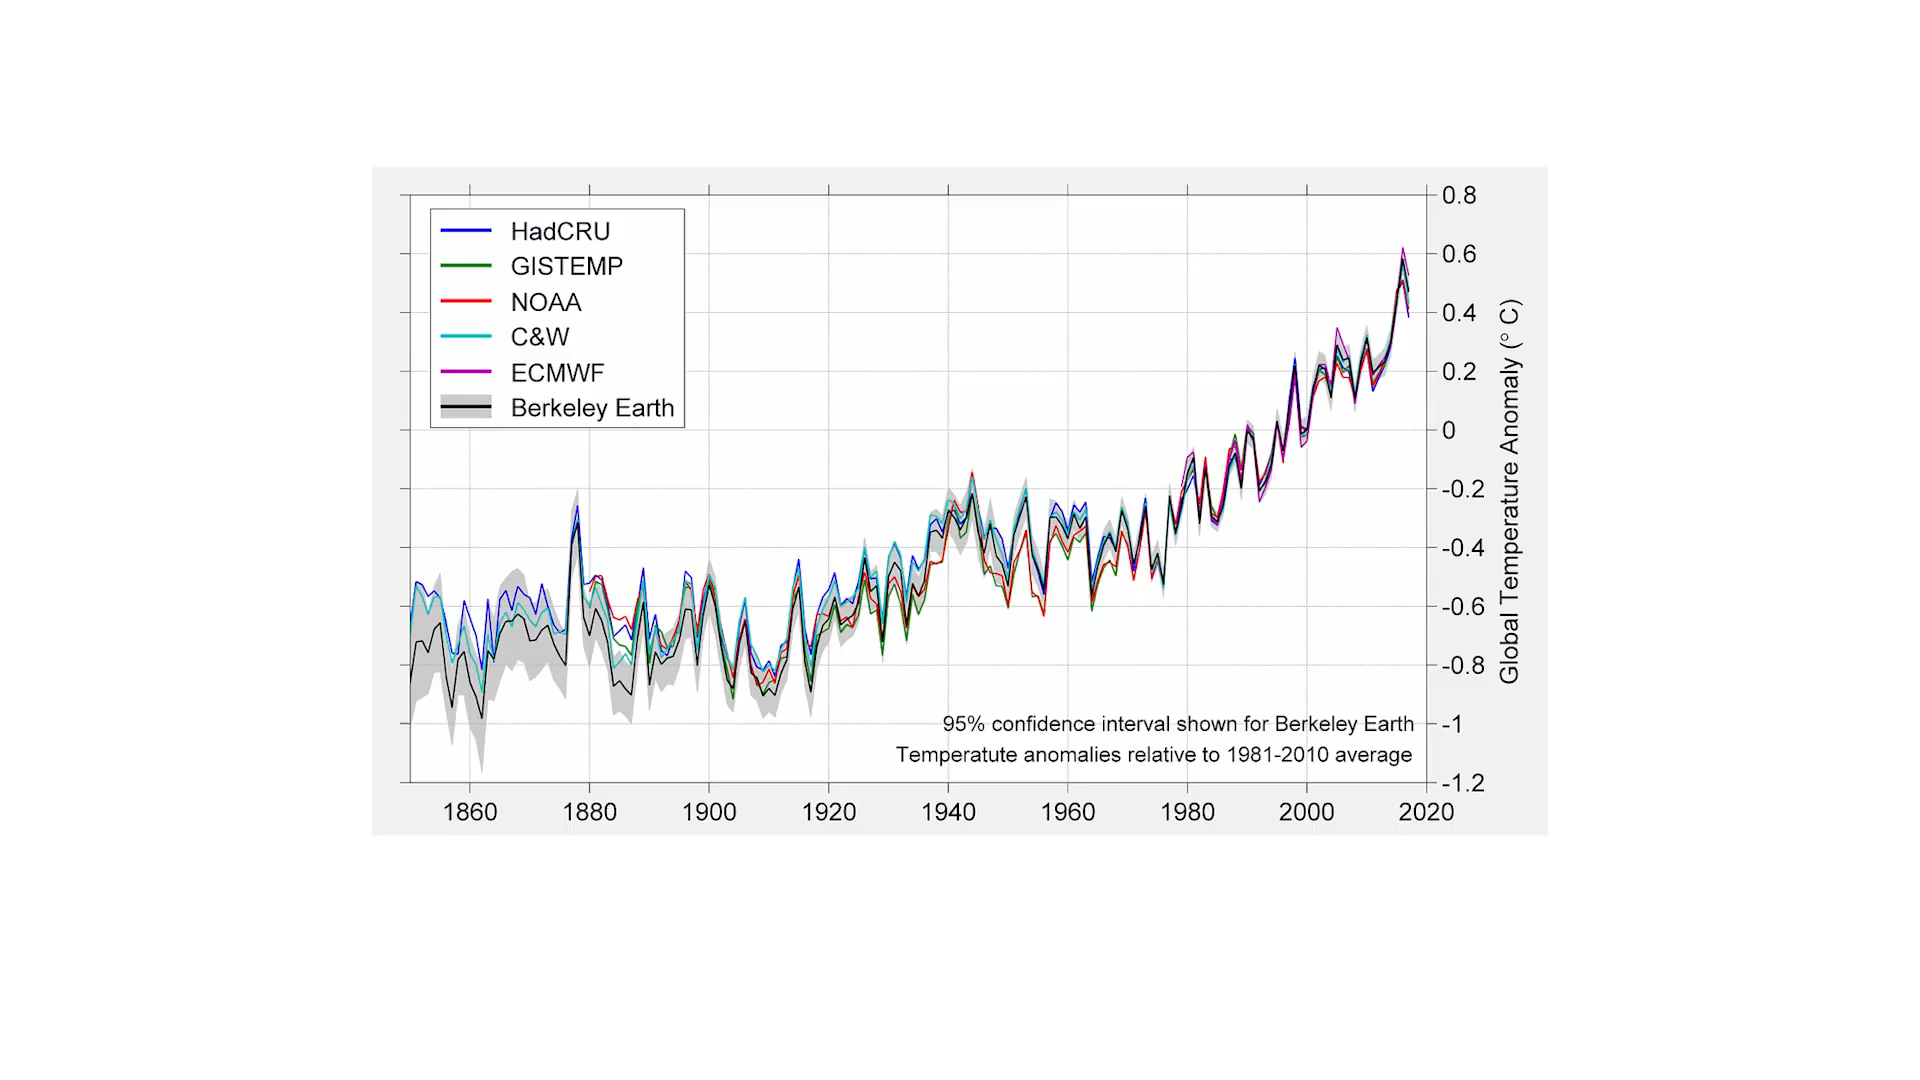 HadCRU
GISTEMP
NOAA
C&W
ECMWF
Berkeley Earth
0.8
0.6
0.4
0.2
0
-0.2
-0.4
-0.6
-0.8
-1
-1.2
Global Temperature Anomaly (° C)
95% confidence interval shown for Berkeley Earth
Temperatute anomalies relative to 1981-2010 average
1860 1880 1900 1920 1940 1960 1980 2000 2020